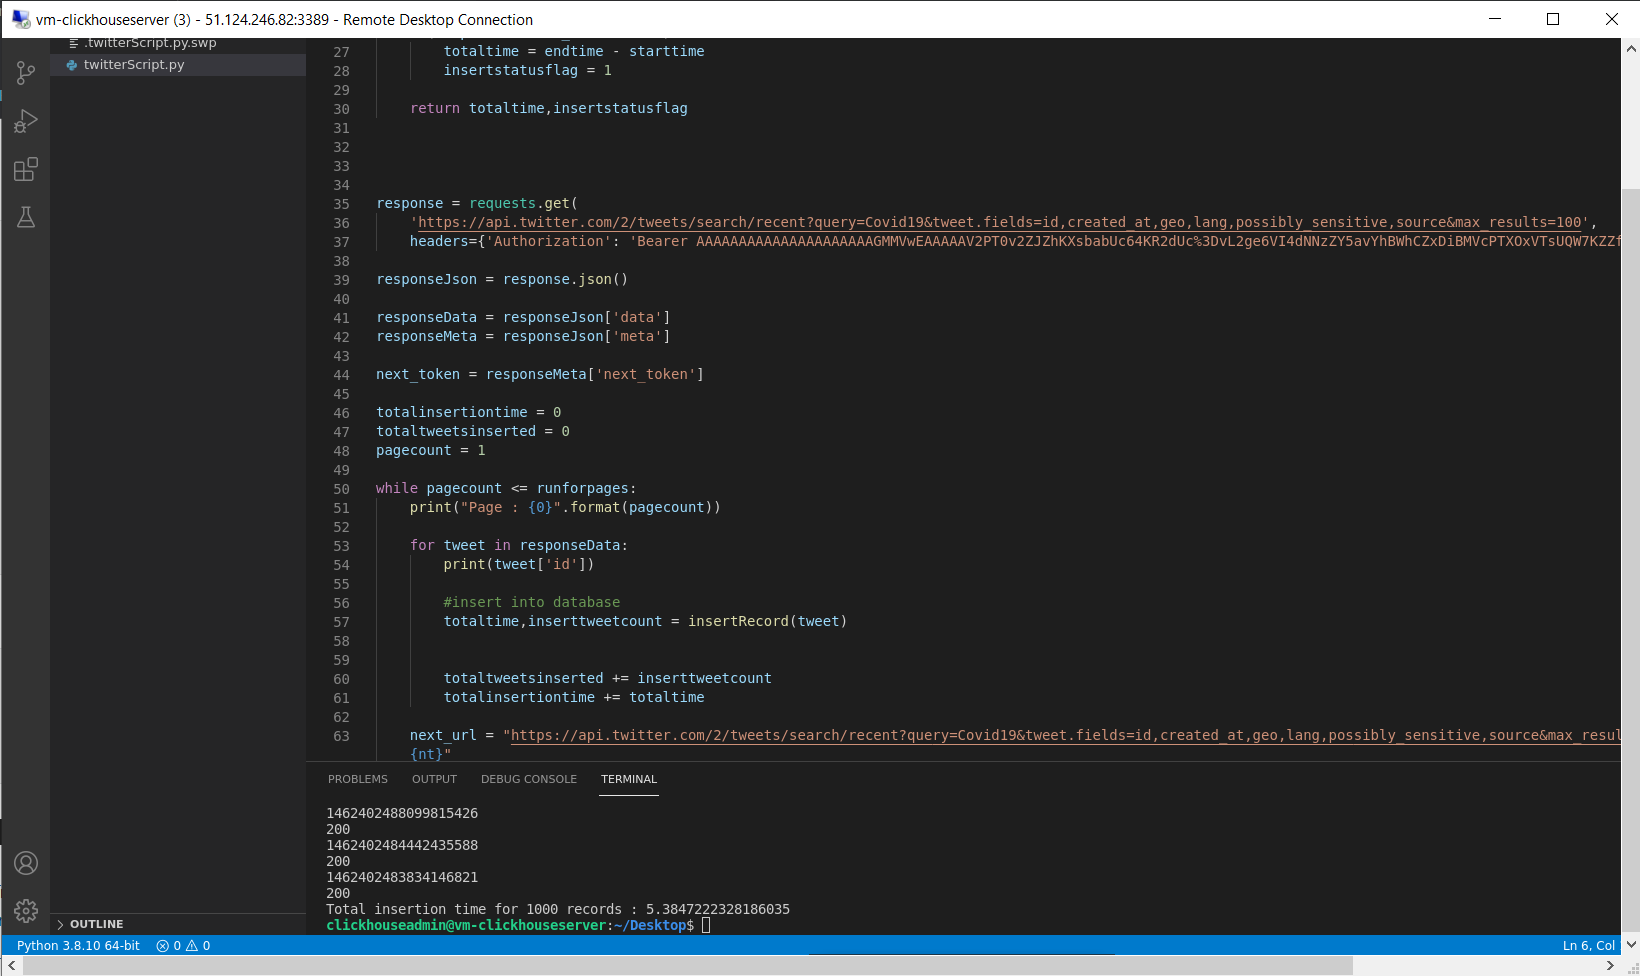 vm-clickhouseserver (3) - 51.124.246.82:3389 - Remote Desktop Connection
.twitterScript.py.swp
twitterScript.py
27 totaltime = endtime - starttime
28 insertstatusflag = 1
29
30 return totaltime,insertstatusflag
31
32
33
34
35 response = requests.get(
36 'https://api.twitter.com/2/tweets/search/recent?query=Covid19&tweet.fields=id,created_at,geo,lang,possibly_sensitive,source&max_results=100',
37 headers={'Authorization': 'Bearer
38
39 responseJson = response.json()
40
41 responseData = responseJson['data']
42 responseMeta = responseJson['meta']
43
44 next_token = responseMeta['next_token']
45
46 totalinsertiontime = 0
47 totaltweetsinserted = 0
48 pagecount = 1
49
50 while pagecount <= runforpages:
51 print("Page : {0}".format(pagecount))
52
53 for tweet in responseData:
54 print(tweet['id'])
55
56 #insert into database
57 totaltime,inserttweetcount = insertRecord(tweet)
58
59
60 totaltweetsinserted += inserttweetcount
61 totalinsertiontime += totaltime
62
63 next_url = "https://api.twitter.com/2/tweets/search/recent?query=Covid19&tweet.fields=id,created_at,geo,lang,possibly_sensitive,source&max_resul
{nt}"
PROBLEMS OUTPUT DEBUG CONSOLE TERMINAL
1462402488099815426
200
1462402484442435588
200
1462402483834146821
200
Total insertion time for 1000 records : 5.3847222328186035
clickhouseadmin@vm-clickhouseserver:~/Desktop$
OUTLINE
Python 3.8.10 64-bit 0 0 Ln 6, Col